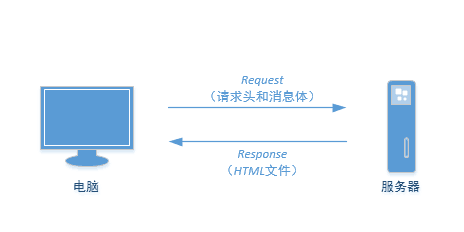 Request
（请求头和消息体）
Response
（HTML文件）
电脑
服务器